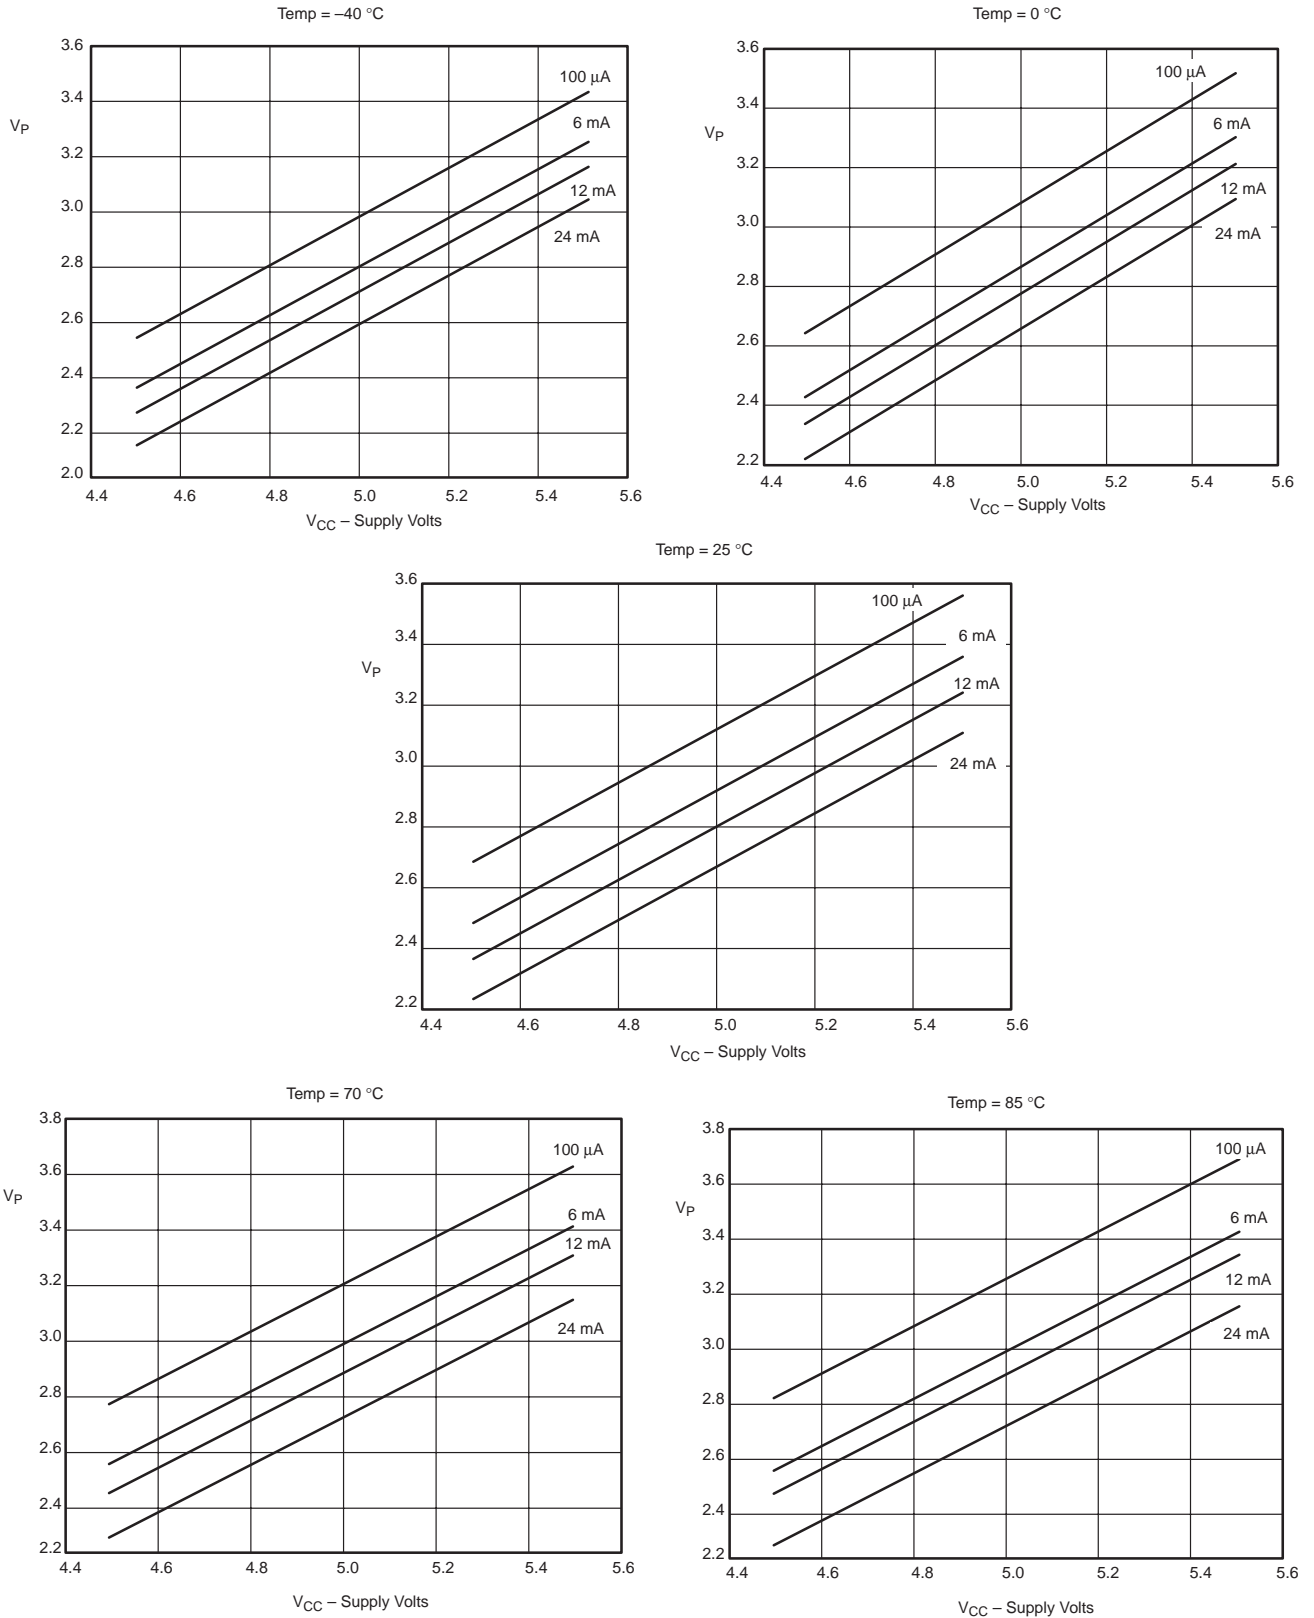 Temp = –40 °C
3.6
3.4
3.2
3.0
2.8
2.6
2.4
2.2
2.0
VP
100 μA
6 mA
12 mA
24 mA
4.4 4.6 4.8 5.0 5.2 5.4 5.6
VCC – Supply Volts
Temp = 0 °C
3.6
3.4
3.2
3.0
2.8
2.6
2.4
2.2
VP
100 μA
6 mA
12 mA
24 mA
4.4 4.6 4.8 5.0 5.2 5.4 5.6
VCC – Supply Volts
Temp = 25 °C
3.6
3.4
3.2
3.0
2.8
2.6
2.4
2.2
VP
100 μA
6 mA
12 mA
24 mA
4.4 4.6 4.8 5.0 5.2 5.4 5.6
VCC – Supply Volts
Temp = 70 °C
3.8
3.6
3.4
3.2
3.0
2.8
2.6
2.4
2.2
VP
100 μA
6 mA
12 mA
24 mA
4.4 4.6 4.8 5.0 5.2 5.4 5.6
VCC – Supply Volts
Temp = 85 °C
3.8
3.6
3.4
3.2
3.0
2.8
2.6
2.4
2.2
VP
100 μA
6 mA
12 mA
24 mA
4.4 4.6 4.8 5.0 5.2 5.4 5.6
VCC – Supply Volts